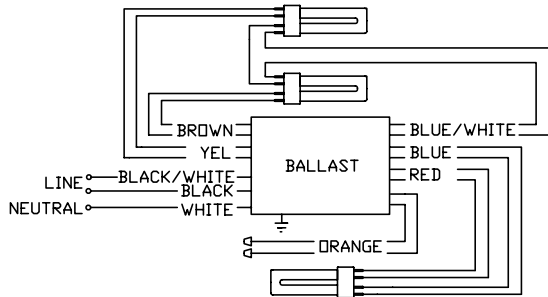 BROWN
BLUE/WHITE
YEL
BALLAST
BLUE
LINE
BLACK/WHITE
RED
BLACK
NEUTRAL
WHITE
ORANGE